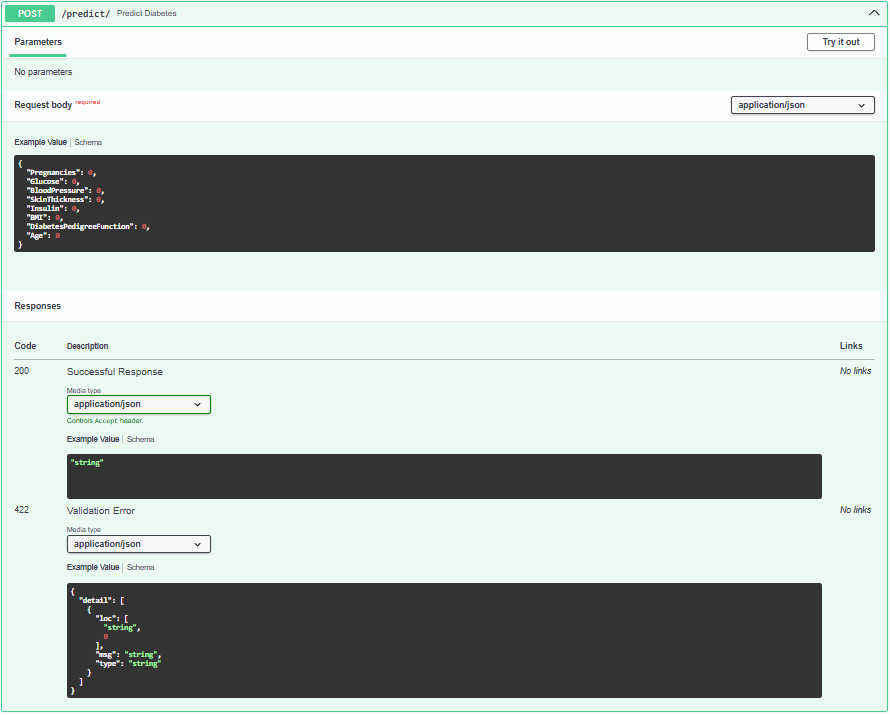 POST /predict/ Predict Diabetes
Parameters Try it out
No parameters
Request body required application/json
Example Value | Schema
{
  "Pregnancies": 0,
  "Glucose": 0,
  "BloodPressure": 0,
  "SkinThickness": 0,
  "Insulin": 0,
  "BMI": 0,
  "DiabetesPedigreeFunction": 0,
  "Age": 0
}
Responses
Code Description Links
200 Successful Response No links
Media type
application/json
Controls Accept header.
Example Value | Schema
"string"
422 Validation Error No links
Media type
application/json
Example Value | Schema
{
  "detail": [
    {
      "loc": [
        "string",
        0
      ],
      "msg": "string",
      "type": "string"
    }
  ]
}